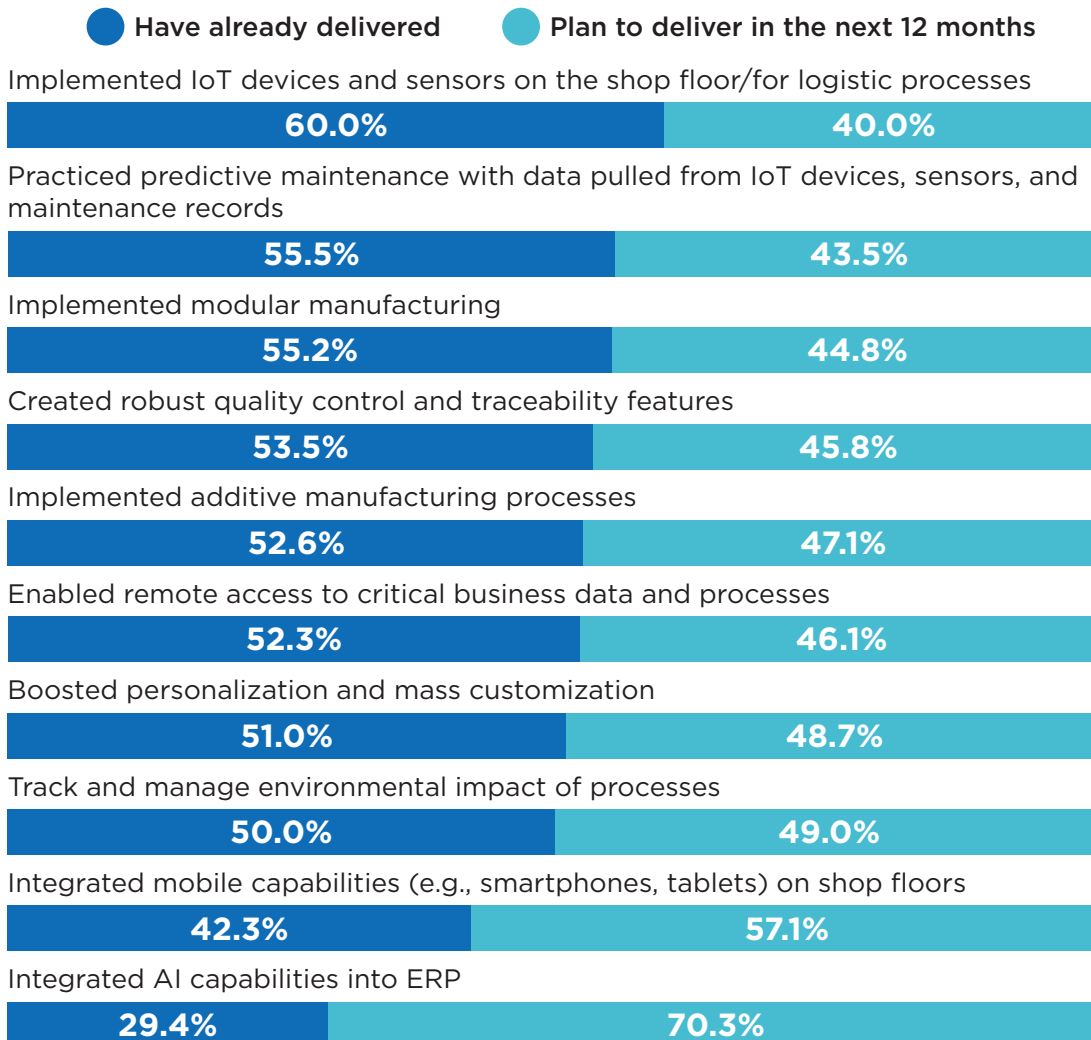 Have already delivered Plan to deliver in the next 12 months
Implemented IoT devices and sensors on the shop floor/for logistic processes
60.0% 40.0%
Practiced predictive maintenance with data pulled from IoT devices, sensors, and
maintenance records
55.5% 43.5%
Implemented modular manufacturing
55.2% 44.8%
Created robust quality control and traceability features
53.5% 45.8%
Implemented additive manufacturing processes
52.6% 47.1%
Enabled remote access to critical business data and processes
52.3% 46.1%
Boosted personalization and mass customization
51.0% 48.7%
Track and manage environmental impact of processes
50.0% 49.0%
Integrated mobile capabilities (e.g., smartphones, tablets) on shop floors
42.3% 57.1%
Integrated AI capabilities into ERP
29.4% 70.3%